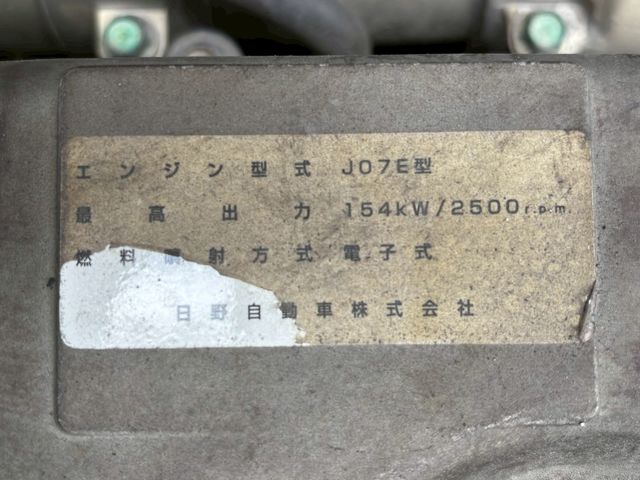 エンジン型式 J07E型
最高出力 154kW/2500r.p.m.
燃料噴射方式 電子式
日野自動車株式会社